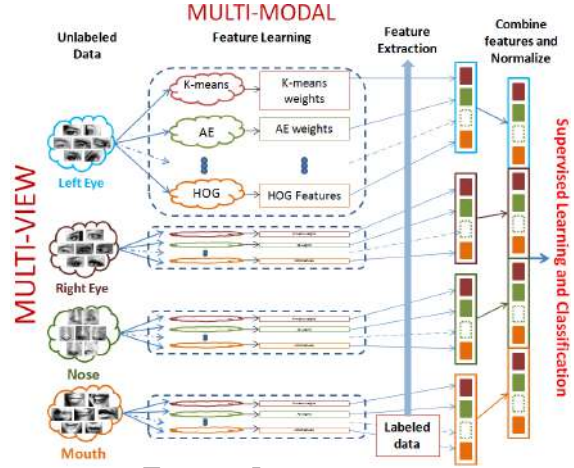 MULTI-MODAL
Unlabeled
Data
Feature Learning
Feature
Extraction
Combine
features and
Normalize
K-means
K-means
weights
AE
AE weights
HOG
HOG Features
Left Eye
Right Eye
Nose
Mouth
MULTI-VIEW
Labeled
data
Supervised Learning and Classification